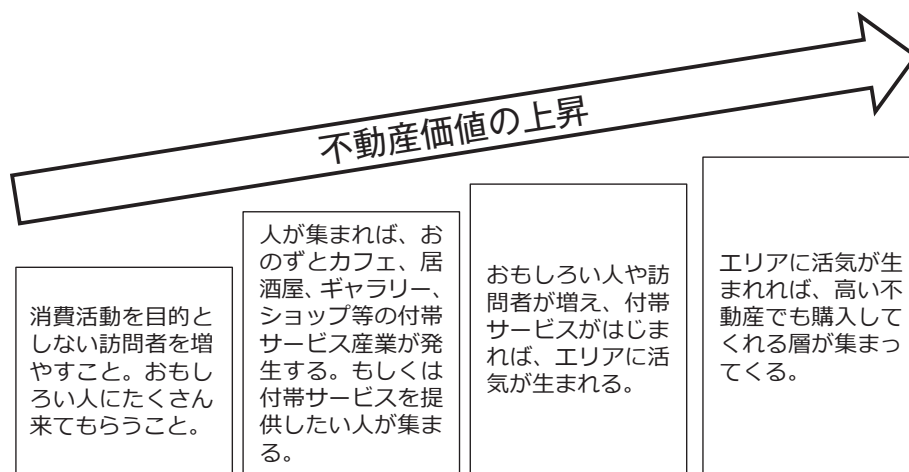 不動産価値の上昇
消費活動を目的と
しない訪問者を増
やすこと。おもし
ろい人にたくさん
来てもらうこと。
人が集まれば、お
のずとカフェ、居
酒屋、ギャラリー、
ショップ等の付帯
サービス産業が発
生する。もしくは
付帯サービスを提
供したい人が集ま
る。
おもしろい人や訪
問者が増え、付帯
サービスがはじま
れば、エリアに活
気が生まれる。
エリアに活気が生
まれれば、高い不
動産でも購入して
くれる層が集まっ
てくる。